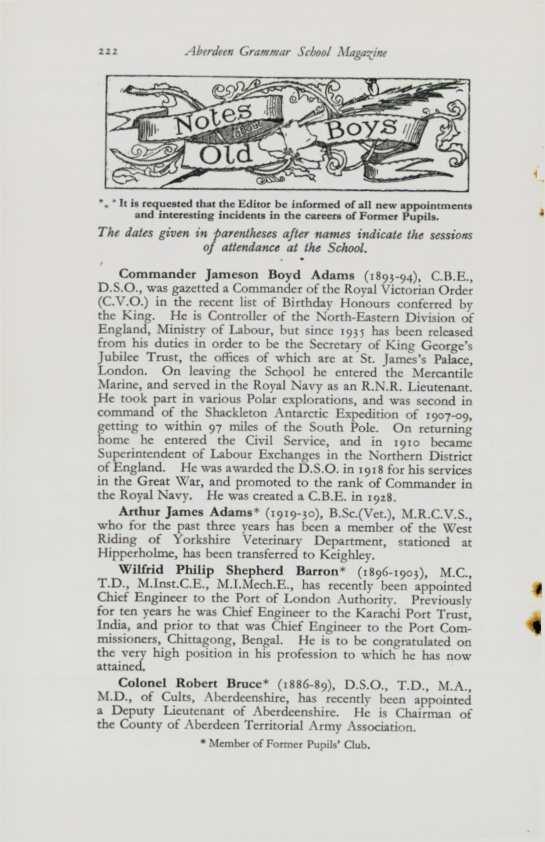 222 Aberdeen Grammar School Magazine
Notes
from
Old
Boys
*** It is requested that the Editor be informed of all new appointments
and interesting incidents in the careers of Former Pupils.
The dates given in parentheses after names indicate the sessions
of attendance at the School.
Commander Jameson Boyd Adams (1893-94), C.B.E.,
D.S.O., was gazetted a Commander of the Royal Victorian Order
(C.V.O.) in the recent list of Birthday Honours conferred by
the King. He is Controller of the North-Eastern Division of
England, Ministry of Labour, but since 1935 has been released
from his duties in order to be the Secretary of King George's
Jubilee Trust, the offices of which are at St. James's Palace,
London. On leaving the School he entered the Mercantile
Marine, and served in the Royal Navy as an R.N.R. Lieutenant.
He took part in various Polar explorations, and was second in
command of the Shackleton Antarctic Expedition of 1907-09,
getting to within 97 miles of the South Pole. On returning
home he entered the Civil Service, and in 1910 became
Superintendent of Labour Exchanges in the Northern District
of England. He was awarded the D.S.O. in 1918 for his services
in the Great War, and promoted to the rank of Commander in
the Royal Navy. He was created a C.B.E. in 1928.
Arthur James Adams* (1919-30), B.Sc.(Vet.), M.R.C.V.S.,
who for the past three years has been a member of the West
Riding of Yorkshire Veterinary Department, stationed at
Hipperholme, has been transferred to Keighley.
Wilfrid Philip Shepherd Barron* (1896-1903), M.C.,
T.D., M.Inst.C.E., M.I.Mech.E., has recently been appointed
Chief Engineer to the Port of London Authority. Previously
for ten years he was Chief Engineer to the Karachi Port Trust,
India, and prior to that was Chief Engineer to the Port Com-
missioners, Chittagong, Bengal. He is to be congratulated on
the very high position in his profession to which he has now
attained.
Colonel Robert Bruce* (1886-89), D.S.O., T.D., M.A.,
M.D., of Cults, Aberdeenshire, has recently been appointed
a Deputy Lieutenant of Aberdeenshire. He is Chairman of
the County of Aberdeen Territorial Army Association.
* Member of Former Pupils' Club.